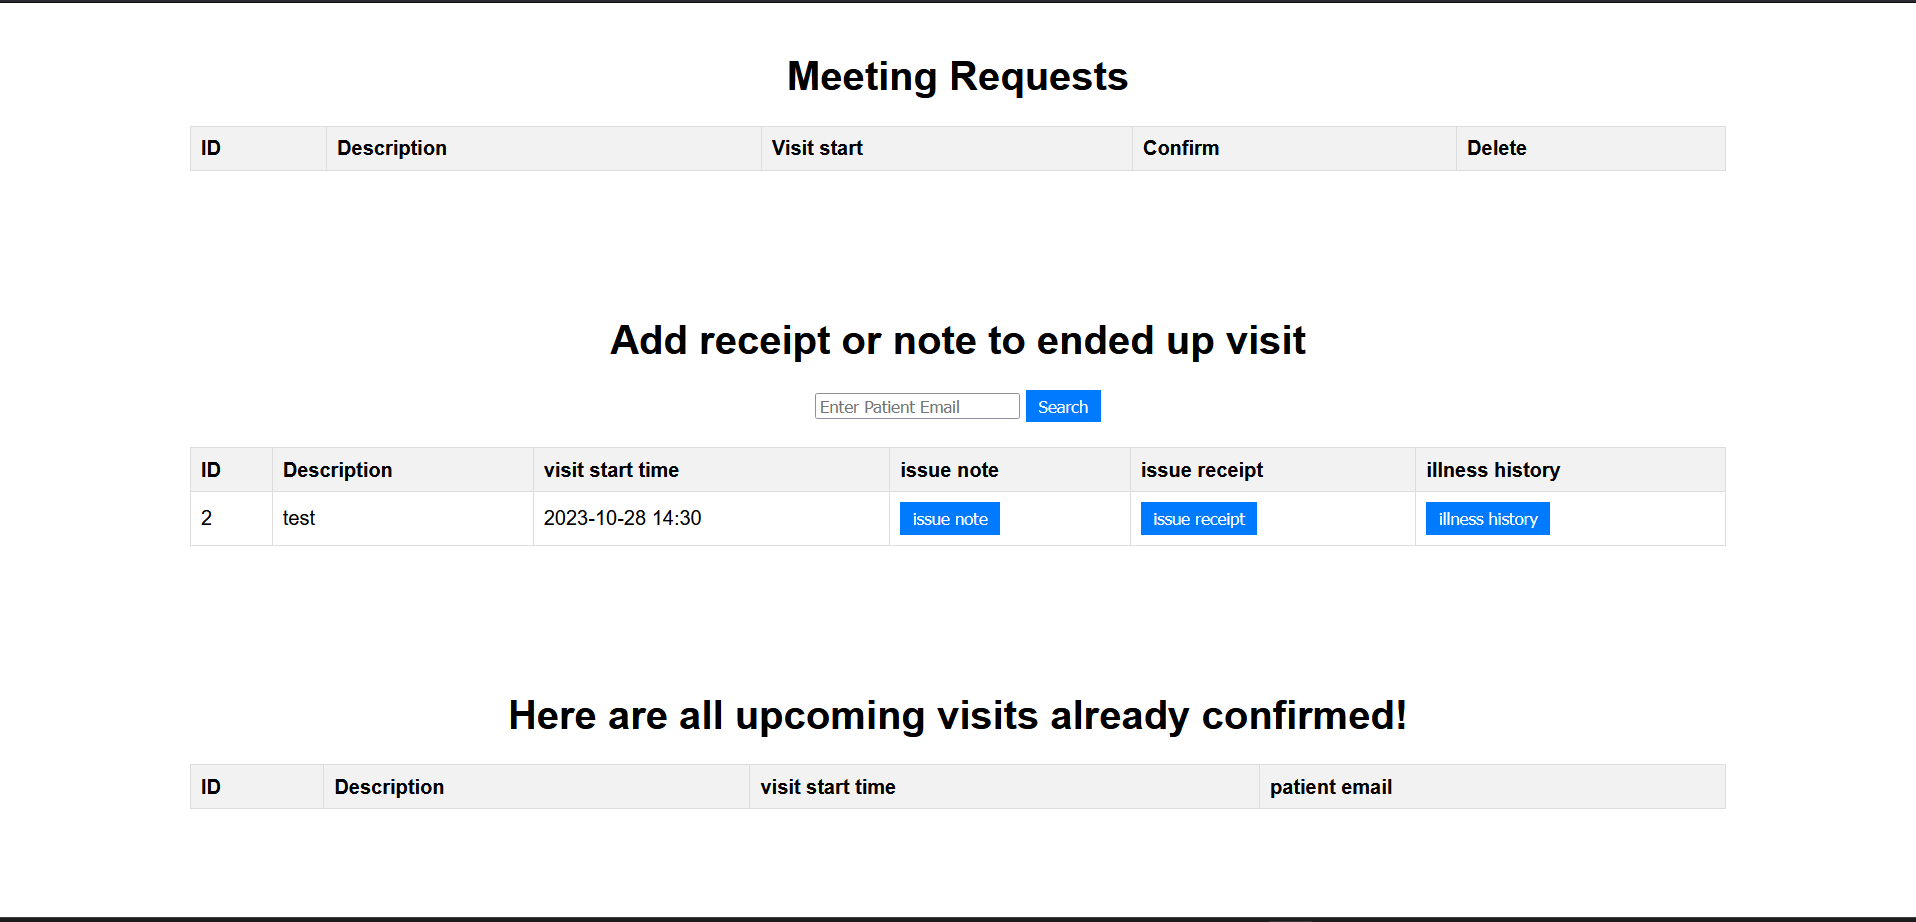 Meeting Requests
ID Description Visit start Confirm Delete
Add receipt or note to ended up visit
Enter Patient Email Search
ID Description visit start time issue note issue receipt illness history
2 test 2023-10-28 14:30 issue note issue receipt illness history
Here are all upcoming visits already confirmed!
ID Description visit start time patient email